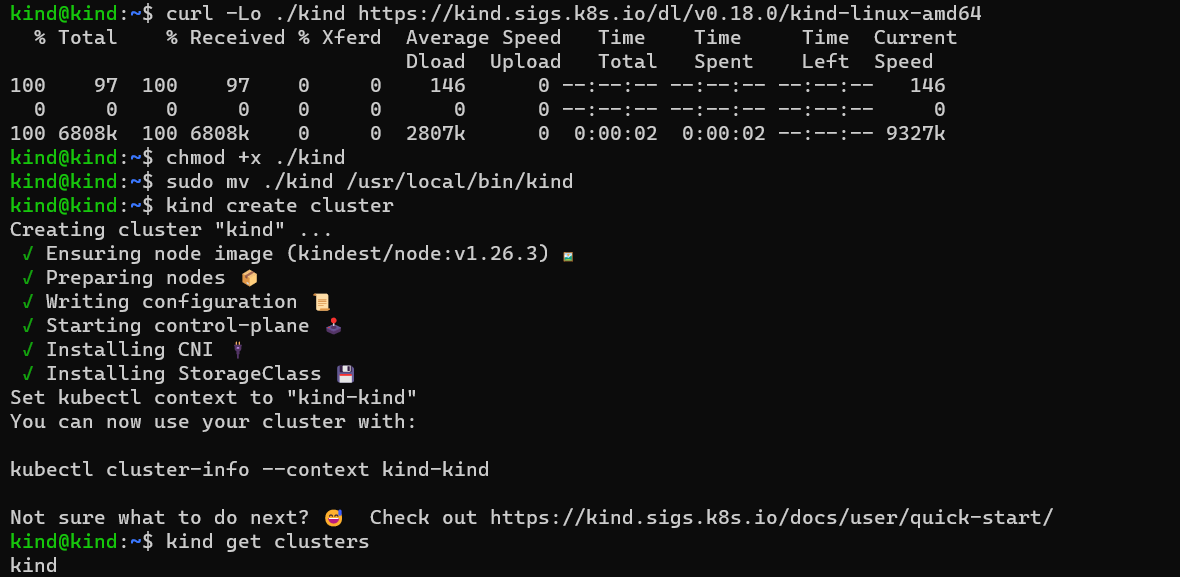 kind@kind:~$ curl -Lo ./kind https://kind.sigs.k8s.io/dl/v0.18.0/kind-linux-amd64
  % Total    % Received % Xferd  Average Speed   Time    Time     Time  Current
                                 Dload  Upload   Total   Spent    Left  Speed
100    97  100    97    0     0    146      0 --:--:-- --:--:-- --:--:--   146
  0     0    0     0    0     0      0      0 --:--:-- --:--:-- --:--:--     0
100 6808k  100 6808k    0     0  2807k      0  0:00:02  0:00:02 --:--:-- 9327k
kind@kind:~$ chmod +x ./kind
kind@kind:~$ sudo mv ./kind /usr/local/bin/kind
kind@kind:~$ kind create cluster
Creating cluster "kind" ...
 ✓ Ensuring node image (kindest/node:v1.26.3) 🖼
 ✓ Preparing nodes 📦
 ✓ Writing configuration 📜
 ✓ Starting control-plane 🕹️
 ✓ Installing CNI 🔌
 ✓ Installing StorageClass 💾
Set kubectl context to "kind-kind"
You can now use your cluster with:

kubectl cluster-info --context kind-kind

Not sure what to do next? 😅  Check out https://kind.sigs.k8s.io/docs/user/quick-start/
kind@kind:~$ kind get clusters
kind